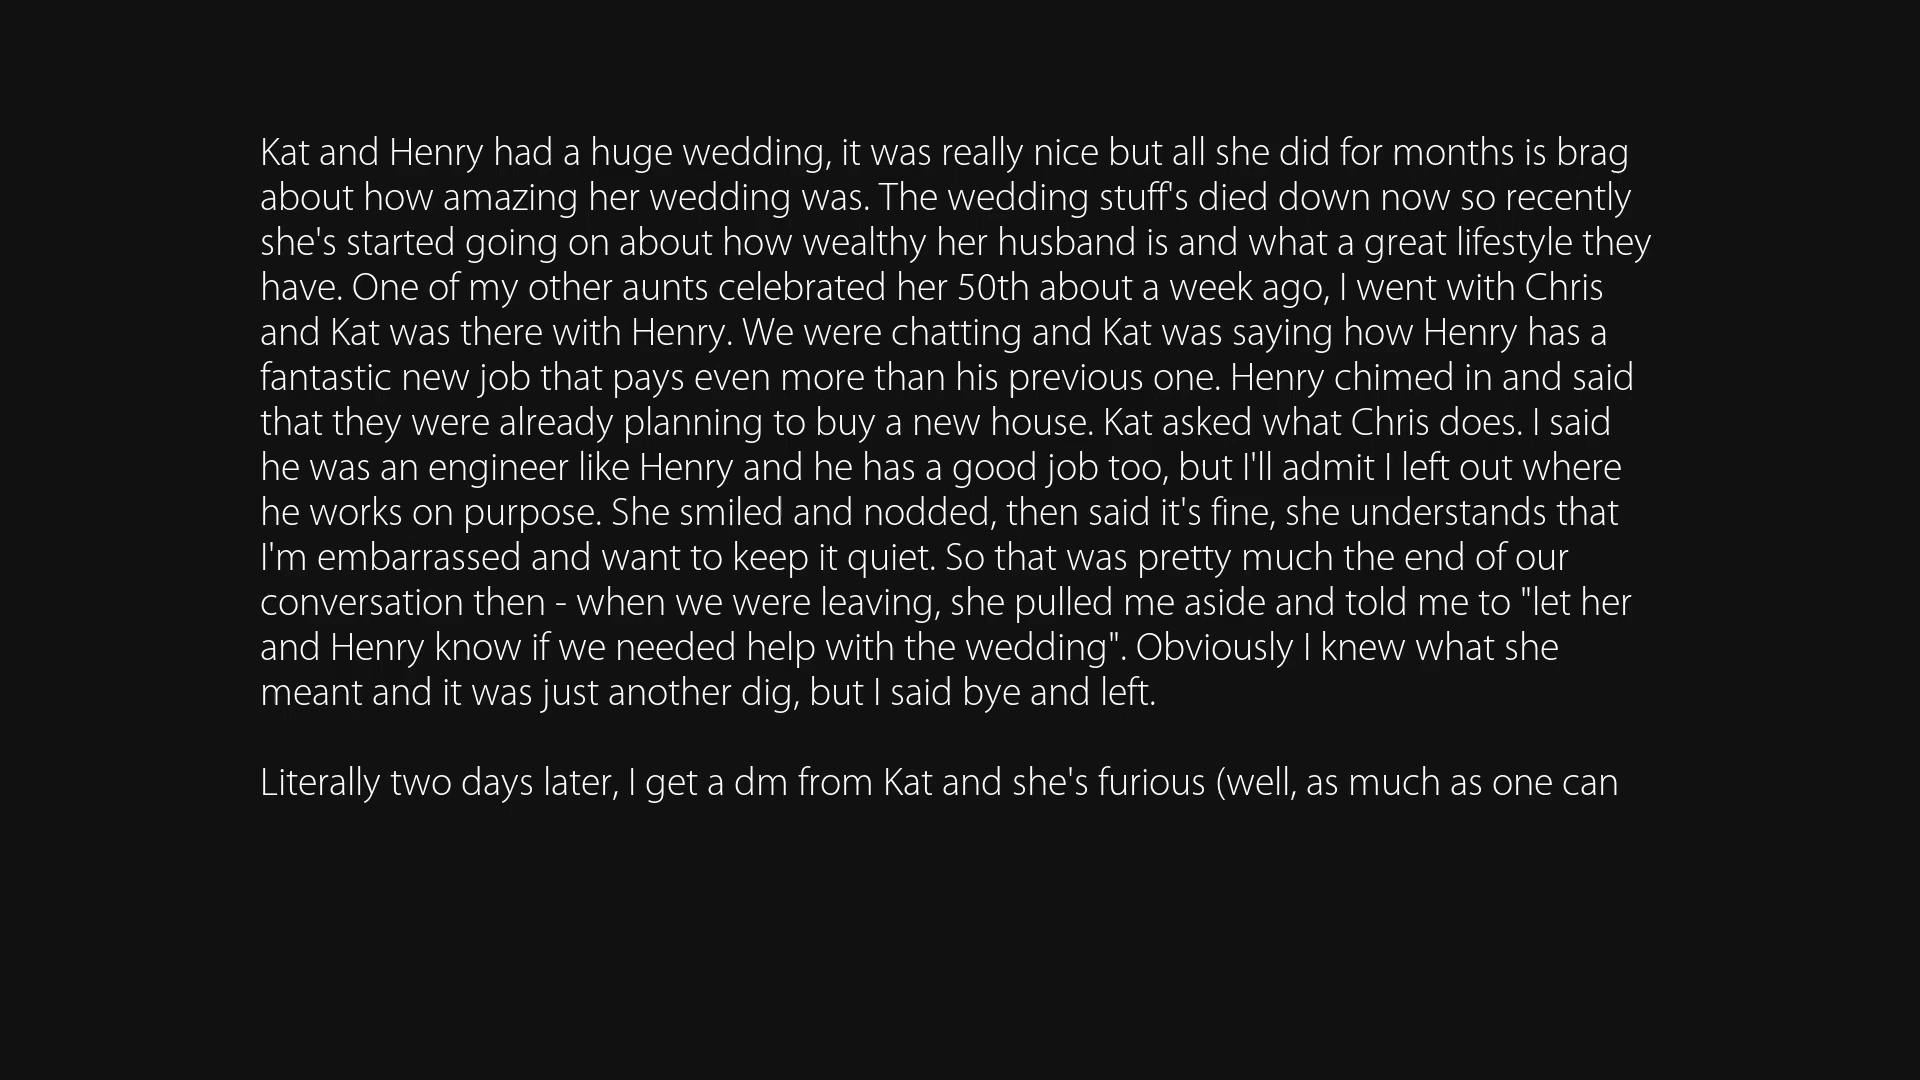 Kat and Henry had a huge wedding, it was really nice but all she did for months is brag
about how amazing her wedding was. The wedding stuff's died down now so recently
she's started going on about how wealthy her husband is and what a great lifestyle they
have. One of my other aunts celebrated her 50th about a week ago, I went with Chris
and Kat was there with Henry. We were chatting and Kat was saying how Henry has a
fantastic new job that pays even more than his previous one. Henry chimed in and said
that they were already planning to buy a new house. Kat asked what Chris does. I said
he was an engineer like Henry and he has a good job too, but I'll admit I left out where
he works on purpose. She smiled and nodded, then said it's fine, she understands that
I'm embarrassed and want to keep it quiet. So that was pretty much the end of our
conversation then - when we were leaving, she pulled me aside and told me to "let her
and Henry know if we needed help with the wedding". Obviously I knew what she
meant and it was just another dig, but I said bye and left.
Literally two days later, I get a dm from Kat and she's furious (well, as much as one can